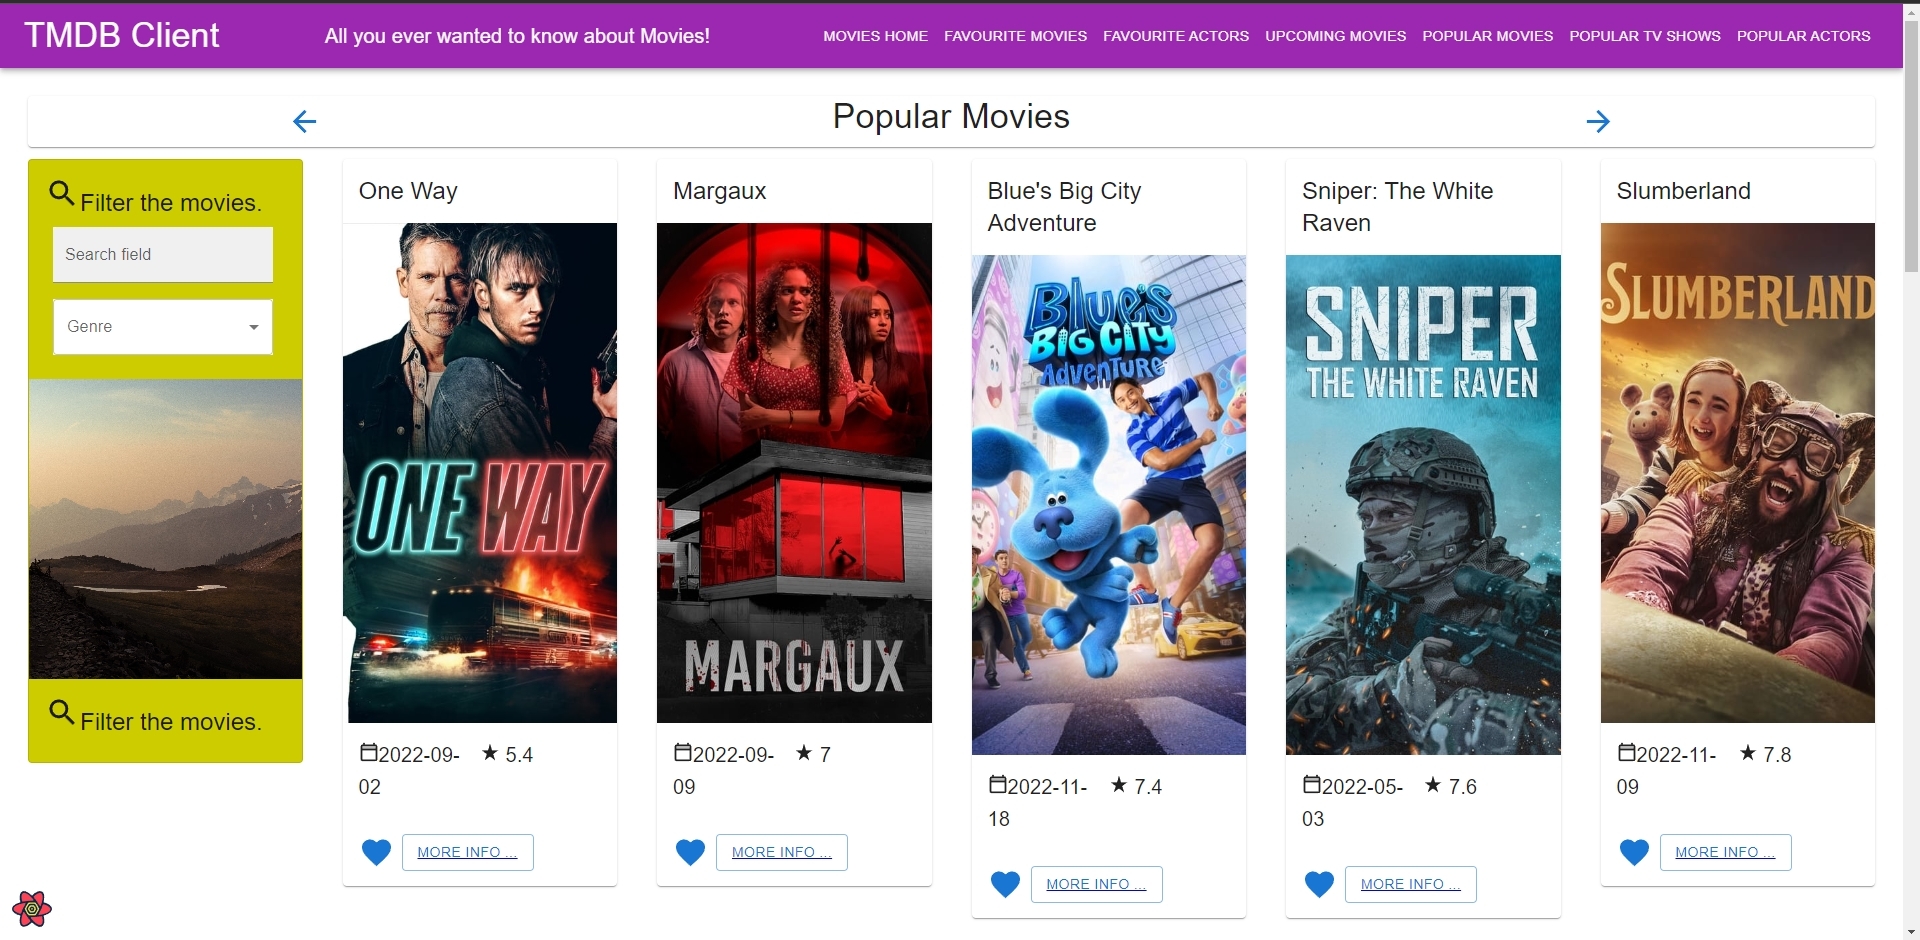 TMDB Client
All you ever wanted to know about Movies!
MOVIES HOME
FAVOURITE MOVIES
FAVOURITE ACTORS
UPCOMING MOVIES
POPULAR MOVIES
POPULAR TV SHOWS
POPULAR ACTORS
Popular Movies
Filter the movies.
Search field
Genre
Filter the movies.
One Way
ONE WAY
2022-09-
02
5.4
MORE INFO ...
Margaux
MARGAUX
2022-09-
09
7
MORE INFO ...
Blue's Big City
Adventure
Blue's
BIG CITY
ADVENTURE
2022-11-
18
7.4
MORE INFO ...
Sniper: The White
Raven
SNIPER
THE WHITE RAVEN
2022-05-
03
7.6
MORE INFO ...
Slumberland
SLUMBERLAND
2022-11-
09
7.8
MORE INFO ...